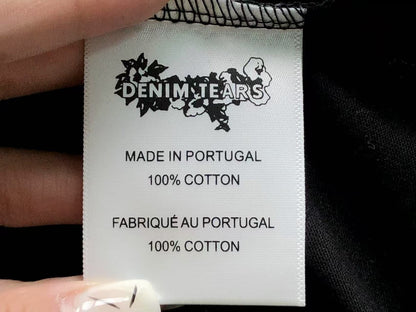 DENIM TEARS
MADE IN PORTUGAL
100% COTTON
FABRIQUÉ AU PORTUGAL
100% COTTON